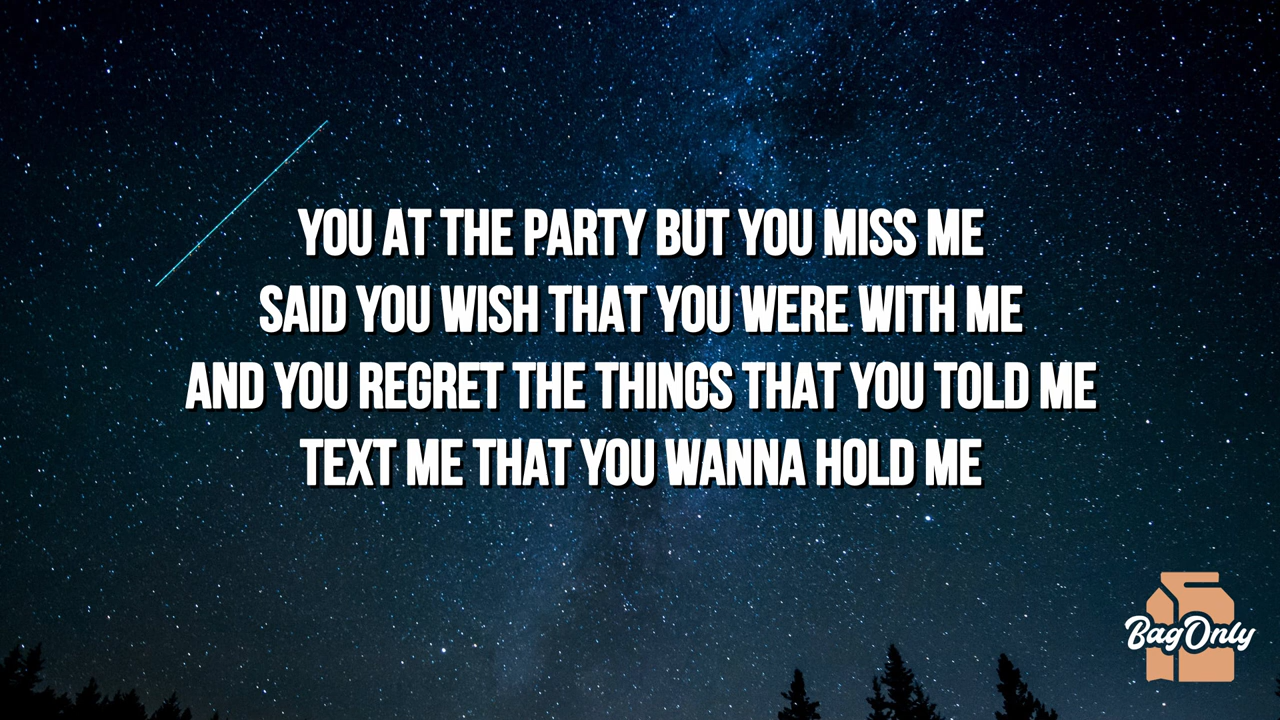 YOU AT THE PARTY BUT YOU MISS ME
SAID YOU WISH THAT YOU WERE WITH ME
AND YOU REGRET THE THINGS THAT YOU TOLD ME
TEXT ME THAT YOU WANNA HOLD ME
BagOnly